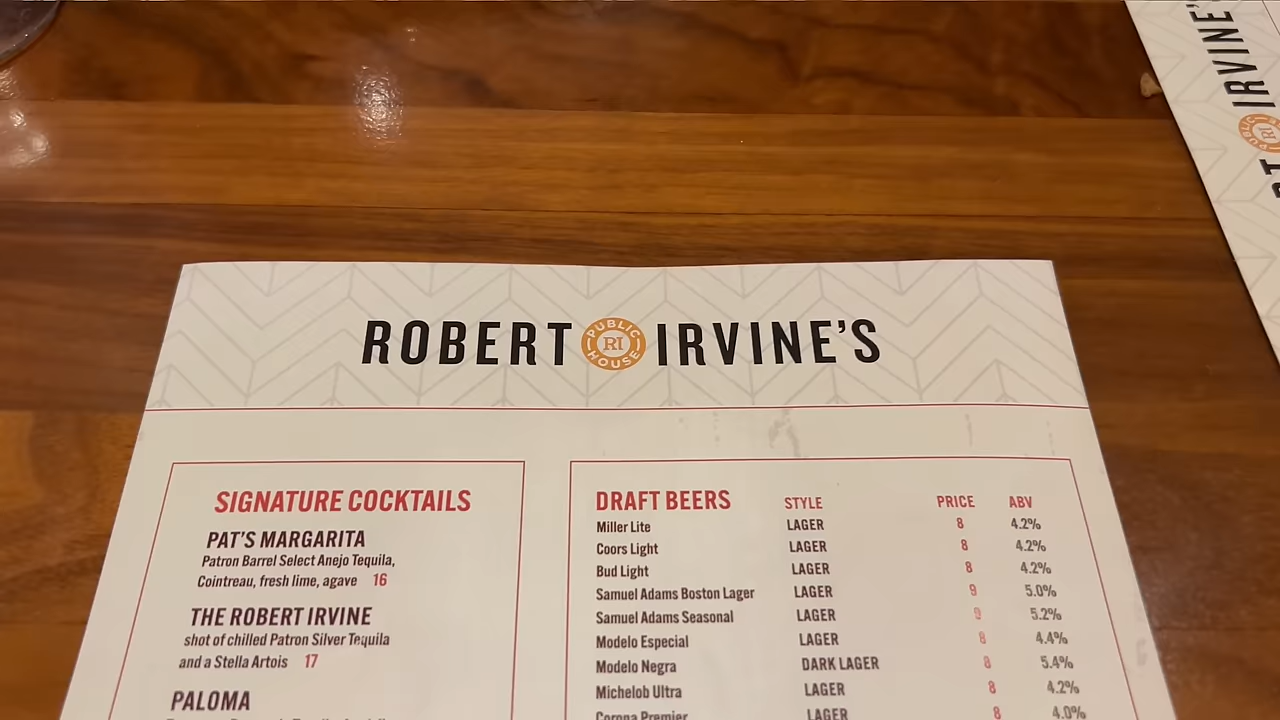 ROBERT PUBLIC HOUSE RI IRVINE'S
IRVINE'S
PUBLIC
RI
SIGNATURE COCKTAILS
PAT'S MARGARITA
Patron Barrel Select Anejo Tequila,
Cointreau, fresh lime, agave 16
THE ROBERT IRVINE
shot of chilled Patron Silver Tequila
and a Stella Artois 17
PALOMA
DRAFT BEERS STYLE PRICE ABV
Miller Lite LAGER 8 4.2%
Coors Light LAGER 8 4.2%
Bud Light LAGER 8 4.2%
Samuel Adams Boston Lager LAGER 9 5.0%
Samuel Adams Seasonal LAGER 9 5.2%
Modelo Especial LAGER 8 4.4%
Modelo Negra DARK LAGER 8 5.4%
Michelob Ultra LAGER 8 4.2%
Corona Premier LAGER 8 4.0%